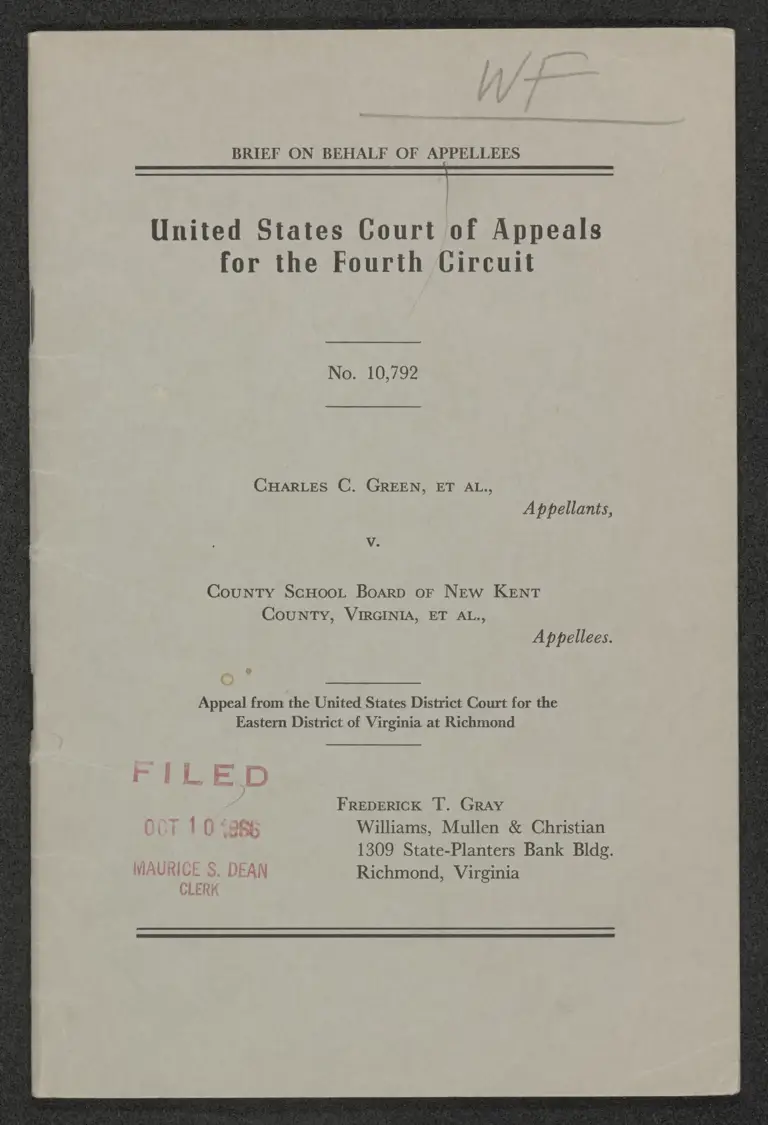 WF
BRIEF ON BEHALF OF APPELLEES
United States Court of Appeals
for the Fourth Circuit
No. 10,792
CHARLES C. GREEN, ET AL.,
Appellants,
v.
COUNTY SCHOOL BOARD OF NEW KENT
COUNTY, VIRGINIA, ET AL.,
Appellees.
Appeal from the United States District Court for the
Eastern District of Virginia at Richmond
FILED
OCT 10 1966
MAURICE S. DEAN
CLERK
FREDERICK T. GRAY
Williams, Mullen & Christian
1309 State-Planters Bank Bldg.
Richmond, Virginia